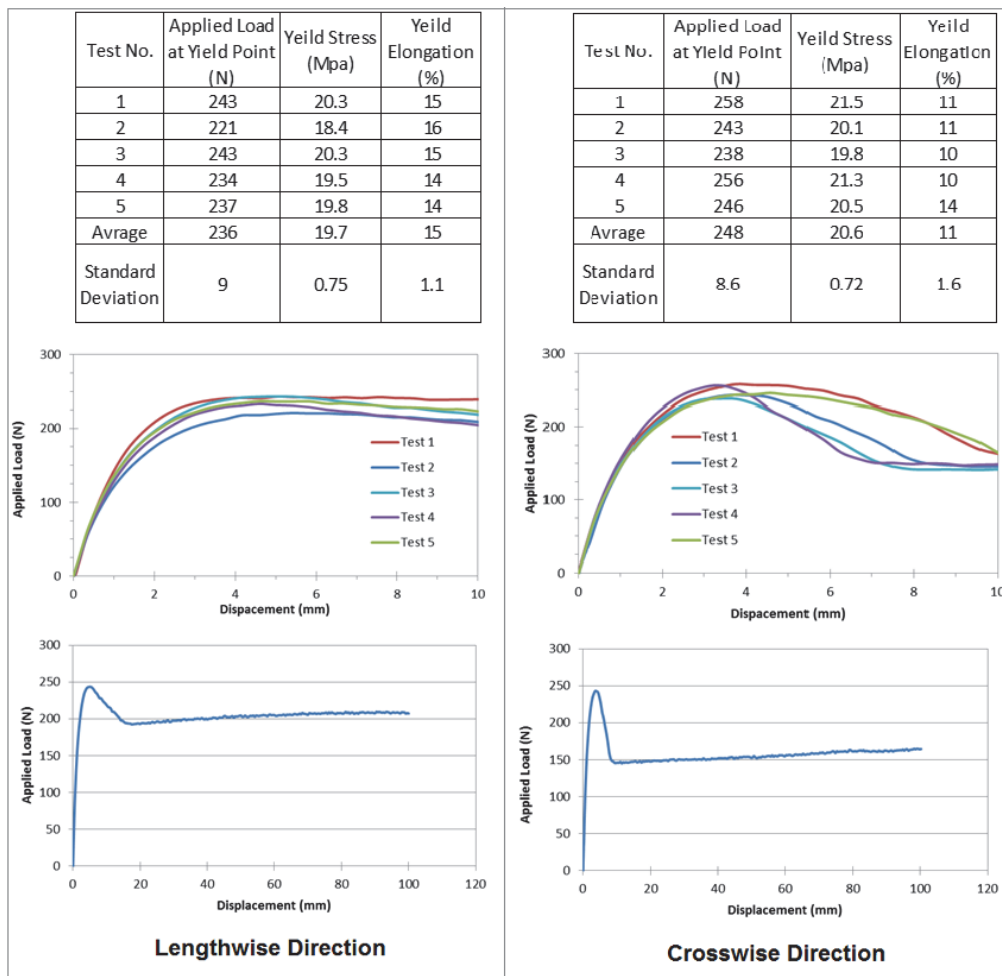 Test No. Applied Load at Yield Point (N) Yeild Stress (Mpa) Yeild Elongation (%)
1 243 20.3 15
2 221 18.4 16
3 243 20.3 15
4 234 19.5 14
5 237 19.8 14
Avrage 236 19.7 15
Standard Deviation 9 0.75 1.1
Test No. Applied Load at Yield Point (N) Yeild Stress (Mpa) Yeild Elongation (%)
1 258 21.5 11
2 243 20.1 11
3 238 19.8 10
4 256 21.3 10
5 246 20.5 14
Avrage 248 20.6 11
Standard Deviation 8.6 0.72 1.6
Applied Load (N)
300
200
100
0
0 2 4 6 8 10
Dispacement (mm)
Test 1
Test 2
Test 3
Test 4
Test 5
Applied Load (N)
300
200
100
0
0 2 4 6 8 10
Dispacement (mm)
Test 1
Test 2
Test 3
Test 4
Test 5
Applied Load (N)
300
250
200
150
100
50
0
0 20 40 60 80 100 120
Displacement (mm)
Lengthwise Direction
Applied Load (N)
300
250
200
150
100
50
0
0 20 40 60 80 100 120
Displacement (mm)
Crosswise Direction